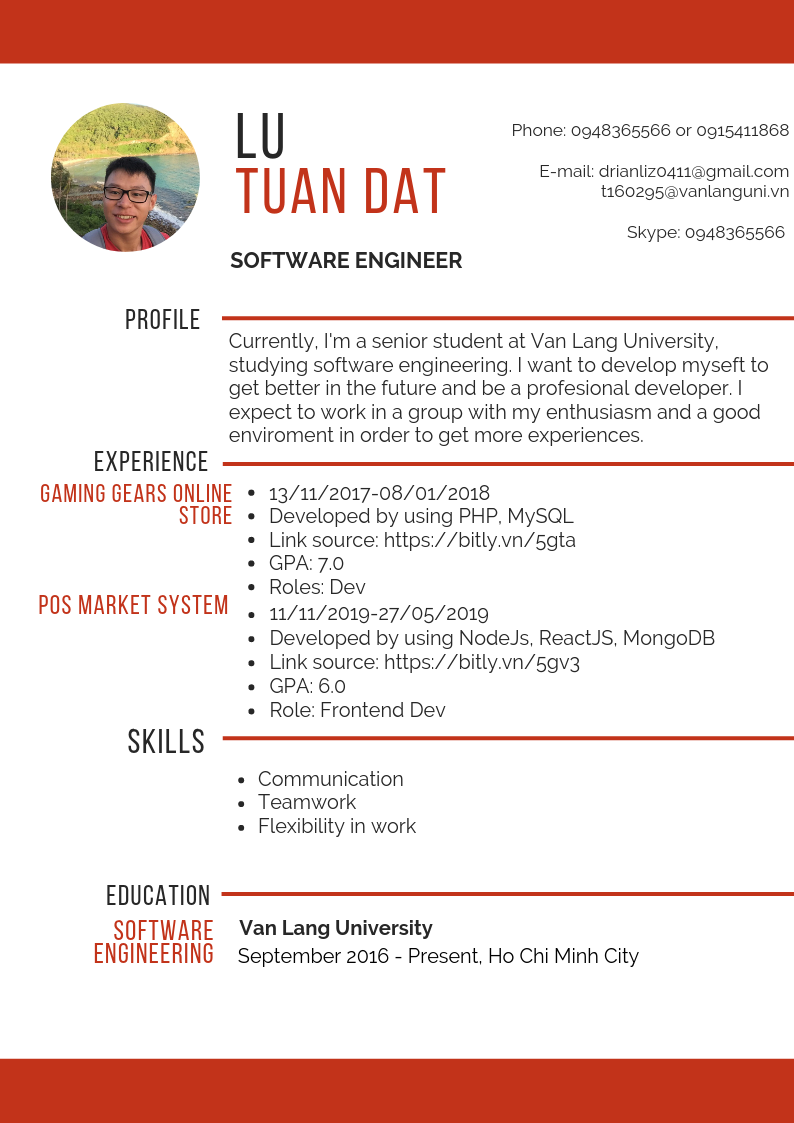 LU
TUAN DAT
SOFTWARE ENGINEER
Phone: 0948365566 or 0915411868
E-mail: drianliz0411@gmail.com
t160295@vanlanguni.vn
Skype: 0948365566
PROFILE
Currently, I'm a senior student at Van Lang University,
studying software engineering. I want to develop myseft to
get better in the future and be a profesional developer. I
expect to work in a group with my enthusiasm and a good
enviroment in order to get more experiences.
EXPERIENCE
GAMING GEARS ONLINE
STORE
• 13/11/2017-08/01/2018
• Developed by using PHP, MySQL
• Link source: https://bitly.vn/5gta
• GPA: 7.0
• Roles: Dev
POS MARKET SYSTEM
• 11/11/2019-27/05/2019
• Developed by using NodeJs, ReactJS, MongoDB
• Link source: https://bitly.vn/5gv3
• GPA: 6.0
• Role: Frontend Dev
SKILLS
• Communication
• Teamwork
• Flexibility in work
EDUCATION
SOFTWARE
ENGINEERING
Van Lang University
September 2016 - Present, Ho Chi Minh City